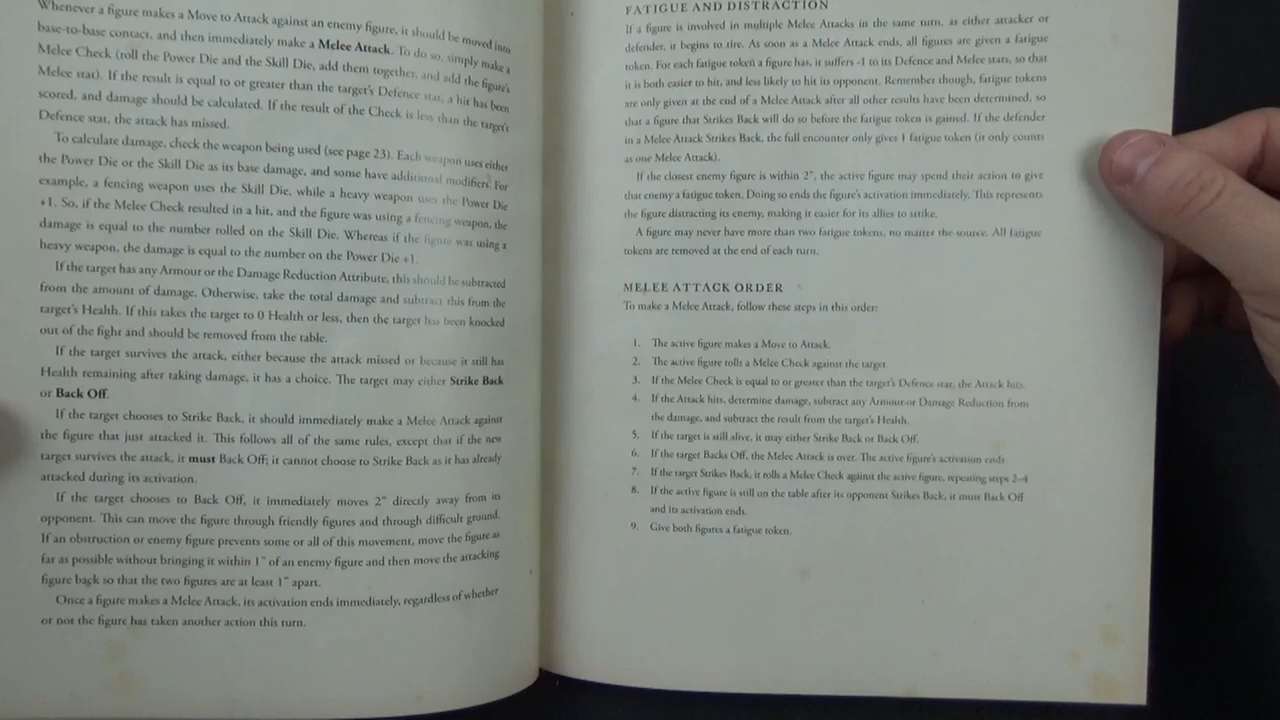 Whenever a figure makes a Move to Attack against an enemy figure, it should be moved into
base-to-base contact, and then immediately make a Melee Attack. To do so, simply make a
Melee Check (roll the Power Die and the Skill Die, add them together, and add the figure's
Melee stat). If the result is equal to or greater than the target's Defence stat, a hit has been
scored, and damage should be calculated. If the result of the Check is less than the target's
Defence stat, the attack has missed.
To calculate damage, check the weapon being used (see page 23). Each weapon uses either
the Power Die or the Skill Die as its base damage, and some have additional modifiers. For
example, a fencing weapon uses the Skill Die, while a heavy weapon uses the Power Die
+1. So, if the Melee Check resulted in a hit, and the figure was using a fencing weapon, the
damage is equal to the number rolled on the Skill Die. Whereas if the figure was using a
heavy weapon, the damage is equal to the number on the Power Die +1.
If the target has any Armour or the Damage Reduction Attribute, this should be subtracted
from the amount of damage. Otherwise, take the total damage and subtract this from the
target's Health. If this takes the target to 0 Health or less, then the target has been knocked
out of the fight and should be removed from the table.
If the target survives the attack, either because the attack missed or because it still has
Health remaining after taking damage, it has a choice. The target may either Strike Back
or Back Off.
If the target chooses to Strike Back, it should immediately make a Melee Attack against
the figure that just attacked it. This follows all of the same rules, except that if the new
target survives the attack, it must Back Off; it cannot choose to Strike Back as it has already
attacked during its activation.
If the target chooses to Back Off, it immediately moves 2" directly away from its
opponent. This can move the figure through friendly figures and through difficult ground.
If an obstruction or enemy figure prevents some or all of this movement, move the figure as
far as possible without bringing it within 1" of an enemy figure and then move the attacking
figure back so that the two figures are at least 1" apart.
Once a figure makes a Melee Attack, its activation ends immediately, regardless of whether
or not the figure has taken another action this turn.
FATIGUE AND DISTRACTION
If a figure is involved in multiple Melee Attacks in the same turn, as either attacker or
defender, it begins to tire. As soon as a Melee Attack ends, all figures are given a fatigue
token. For each fatigue token a figure has, it suffers -1 to its Defence and Melee stats, so that
it is both easier to hit, and less likely to hit its opponent. Remember though, fatigue tokens
are only given at the end of a Melee Attack after all other results have been determined, so
that a figure that Strikes Back will do so before the fatigue token is gained. If the defender
in a Melee Attack Strikes Back, the full encounter only gives 1 fatigue token (it only counts
as one Melee Attack).
If the closest enemy figure is within 2", the active figure may spend their action to give
that enemy a fatigue token. Doing so ends the figure's activation immediately. This represents
the figure distracting its enemy, making it easier for its allies to strike.
A figure may never have more than two fatigue tokens, no matter the source. All fatigue
tokens are removed at the end of each turn.
MELEE ATTACK ORDER
To make a Melee Attack, follow these steps in this order:
1. The active figure makes a Move to Attack.
2. The active figure rolls a Melee Check against the target.
3. If the Melee Check is equal to or greater than the target's Defence stat, the Attack hits.
4. If the Attack hits, determine damage, subtract any Armour or Damage Reduction from
the damage, and subtract the result from the target's Health.
5. If the target is still alive, it may either Strike Back or Back Off.
6. If the target Backs Off, the Melee Attack is over. The active figure's activation ends.
7. If the target Strikes Back, it rolls a Melee Check against the active figure, repeating steps 2–4
8. If the active figure is still on the table after its opponent Strikes Back, it must Back Off
and its activation ends.
9. Give both figures a fatigue token.